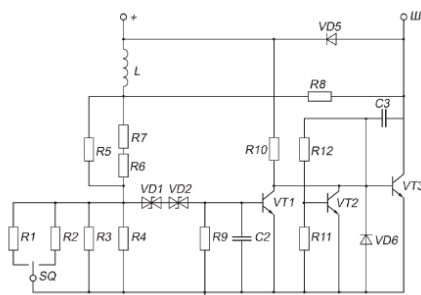 +
Ш
VD5
L
R8
C3
R7
R5
R10
R12
R6
VD1
VD2
VT3
VT1
VT2
R1
R2
R3
R4
R9
C2
R11
VD6
SQ